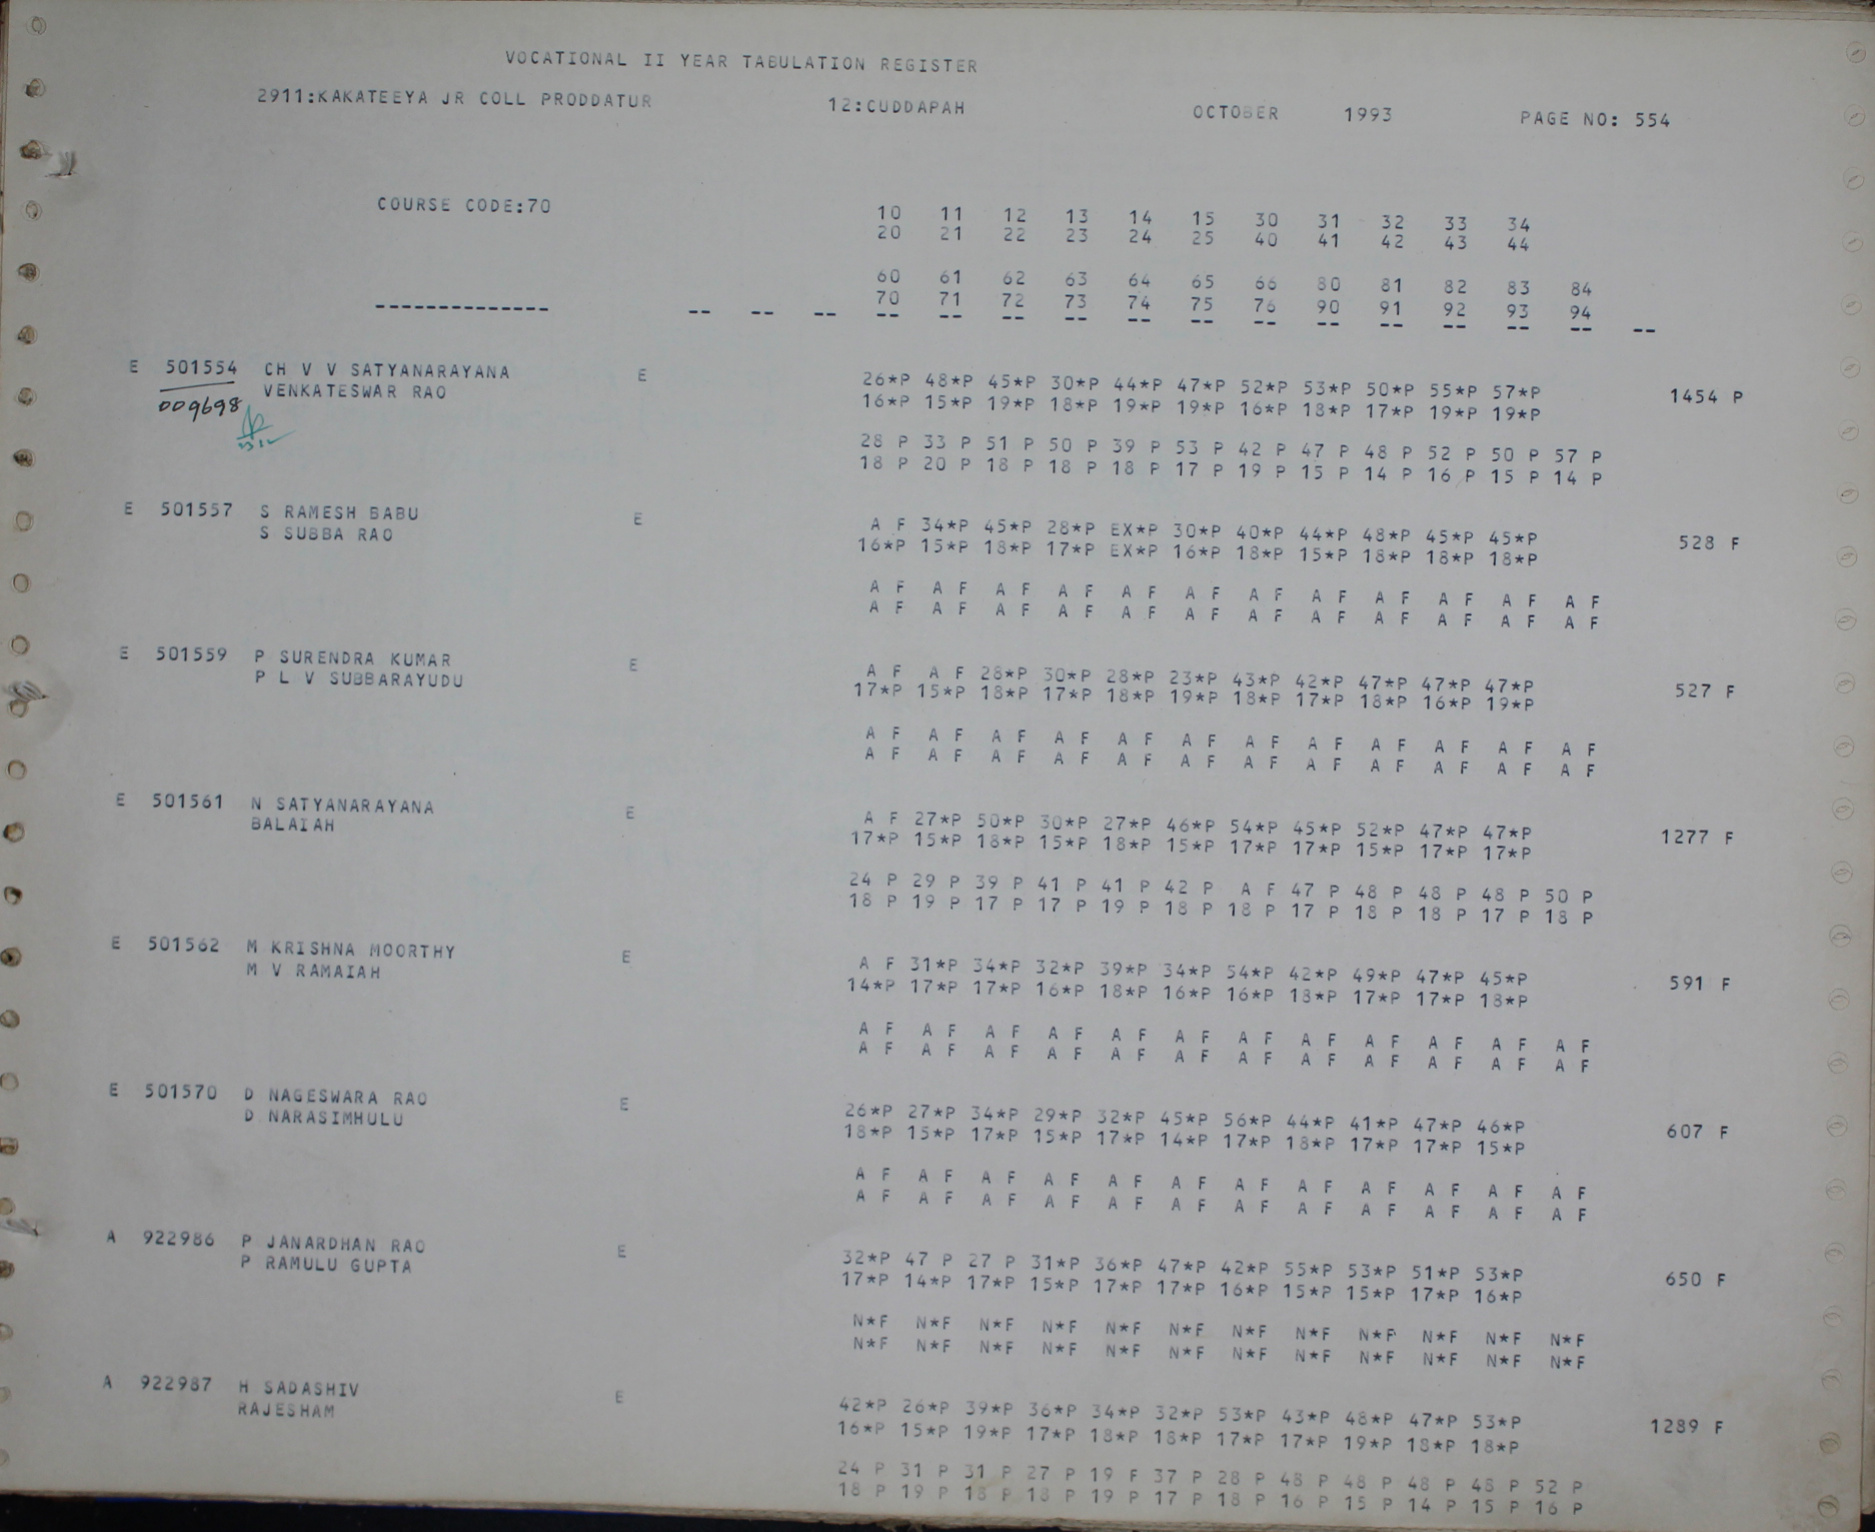 VOCATIONAL II YEAR TABULATION REGISTER
2911:KAKATEEYA JR COLL PRODDATUR 12:CUDDAPAH OCTOBER 1993 PAGE NO: 554
COURSE CODE:70 10 11 12 13 14 15 30 31 32 33 34
20 21 22 23 24 25 40 41 42 43 44
60 61 62 63 64 65 66 80 81 82 83 84
70 71 72 73 74 75 76 90 91 92 93 94
-------------- -- -- -- -- -- -- -- -- -- -- -- -- -- -- -- --
E 501554 CH V V SATYANARAYANA E 26*P 48*P 45*P 30*P 44*P 47*P 52*P 53*P 50*P 55*P 57*P 1454 P
009698 VENKATESWAR RAO 16*P 15*P 19*P 18*P 19*P 19*P 16*P 18*P 17*P 19*P 19*P
28 P 33 P 51 P 50 P 39 P 53 P 42 P 47 P 48 P 52 P 50 P 57 P
18 P 20 P 18 P 18 P 18 P 17 P 19 P 15 P 14 P 16 P 15 P 14 P
E 501557 S RAMESH BABU E A F 34*P 45*P 28*P EX*P 30*P 40*P 44*P 48*P 45*P 45*P 528 F
S SUBBA RAO 16*P 15*P 18*P 17*P EX*P 16*P 18*P 15*P 18*P 18*P 18*P
A F A F A F A F A F A F A F A F A F A F A F A F
A F A F A F A F A F A F A F A F A F A F A F A F
E 501559 P SURENDRA KUMAR E A F A F 28*P 30*P 28*P 23*P 43*P 42*P 47*P 47*P 47*P 527 F
P L V SUBBARAYUDU 17*P 15*P 18*P 17*P 18*P 19*P 18*P 17*P 18*P 16*P 19*P
A F A F A F A F A F A F A F A F A F A F A F A F
A F A F A F A F A F A F A F A F A F A F A F A F
E 501561 N SATYANARAYANA E A F 27*P 50*P 30*P 27*P 46*P 54*P 45*P 52*P 47*P 47*P 1277 F
BALAIAH 17*P 15*P 18*P 15*P 18*P 15*P 17*P 17*P 15*P 17*P 17*P
24 P 29 P 39 P 41 P 41 P 42 P A F 47 P 48 P 48 P 48 P 50 P
18 P 19 P 17 P 17 P 19 P 18 P 18 P 17 P 18 P 18 P 17 P 18 P
E 501562 M KRISHNA MOORTHY E A F 31*P 34*P 32*P 39*P 34*P 54*P 42*P 49*P 47*P 45*P 591 F
M V RAMAIAH 14*P 17*P 17*P 16*P 18*P 16*P 16*P 18*P 17*P 17*P 18*P
A F A F A F A F A F A F A F A F A F A F A F A F
A F A F A F A F A F A F A F A F A F A F A F A F
E 501570 D NAGESWARA RAO E 26*P 27*P 34*P 29*P 32*P 45*P 56*P 44*P 41*P 47*P 46*P 607 F
D NARASIMHULU 18*P 15*P 17*P 15*P 17*P 14*P 17*P 18*P 17*P 17*P 15*P
A F A F A F A F A F A F A F A F A F A F A F A F
A F A F A F A F A F A F A F A F A F A F A F A F
A 922986 P JANARDHAN RAO E 32*P 47 P 27 P 31*P 36*P 47*P 42*P 55*P 53*P 51*P 53*P 650 F
P RAMULU GUPTA 17*P 14*P 17*P 15*P 17*P 17*P 16*P 15*P 15*P 17*P 16*P
N*F N*F N*F N*F N*F N*F N*F N*F N*F N*F N*F N*F
N*F N*F N*F N*F N*F N*F N*F N*F N*F N*F N*F N*F
A 922987 H SADASHIV E 42*P 26*P 39*P 36*P 34*P 32*P 53*P 43*P 48*P 47*P 53*P 1289 F
RAJESHAM 16*P 15*P 19*P 17*P 18*P 18*P 17*P 17*P 19*P 18*P 18*P
24 P 31 P 31 P 27 P 19 F 37 P 28 P 48 P 48 P 48 P 48 P 52 P
18 P 19 P 18 P 18 P 19 P 17 P 18 P 16 P 15 P 14 P 15 P 16 P